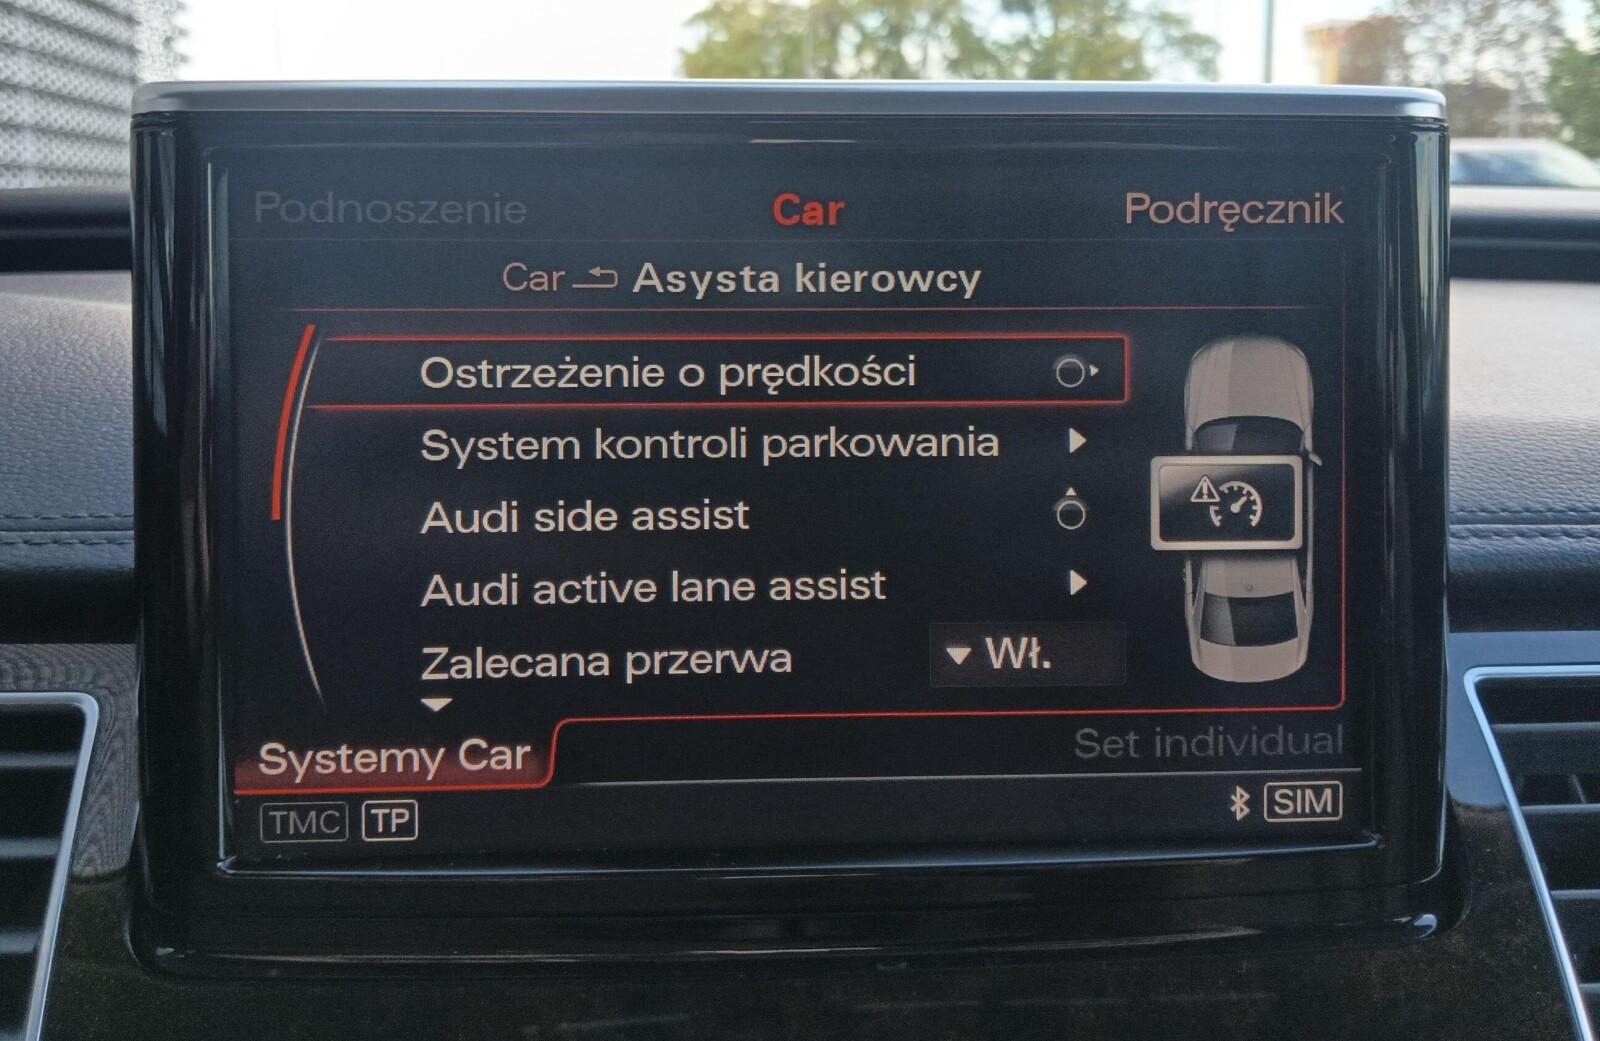 Podnoszenie Car Podręcznik
Car Asysta kierowcy
Ostrzeżenie o prędkości
System kontroli parkowania
Audi side assist
Audi active lane assist
Zalecana przerwa Wł.
Systemy Car Set individual
TMC TP SIM